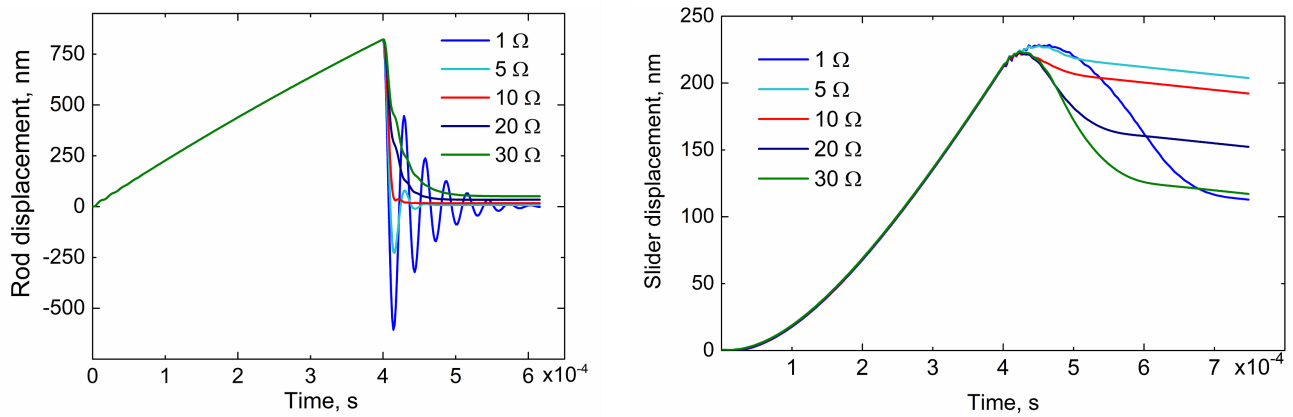 Rod displacement, nm
750
500
250
0
-250
-500
0 1 2 3 4 5 6 x10-4
Time, s
1 Ω
5 Ω
10 Ω
20 Ω
30 Ω
Slider displacement, nm
250
200
150
100
50
0
1 2 3 4 5 6 7 x10-4
Time, s
1 Ω
5 Ω
10 Ω
20 Ω
30 Ω